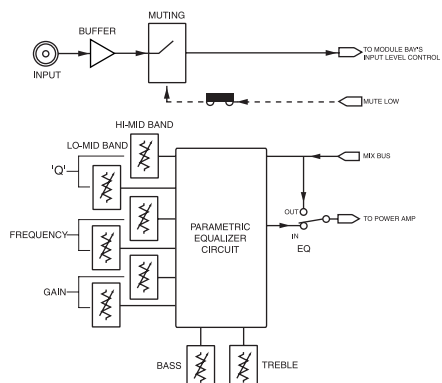 MUTING
BUFFER
INPUT
TO MODULE BAY'S
INPUT LEVEL CONTROL
MUTE LOW
HI-MID BAND
LO-MID BAND
'Q'
MIX BUS
OUT
TO POWER AMP
IN
EQ
PARAMETRIC
EQUALIZER
CIRCUIT
FREQUENCY
GAIN
BASS
TREBLE